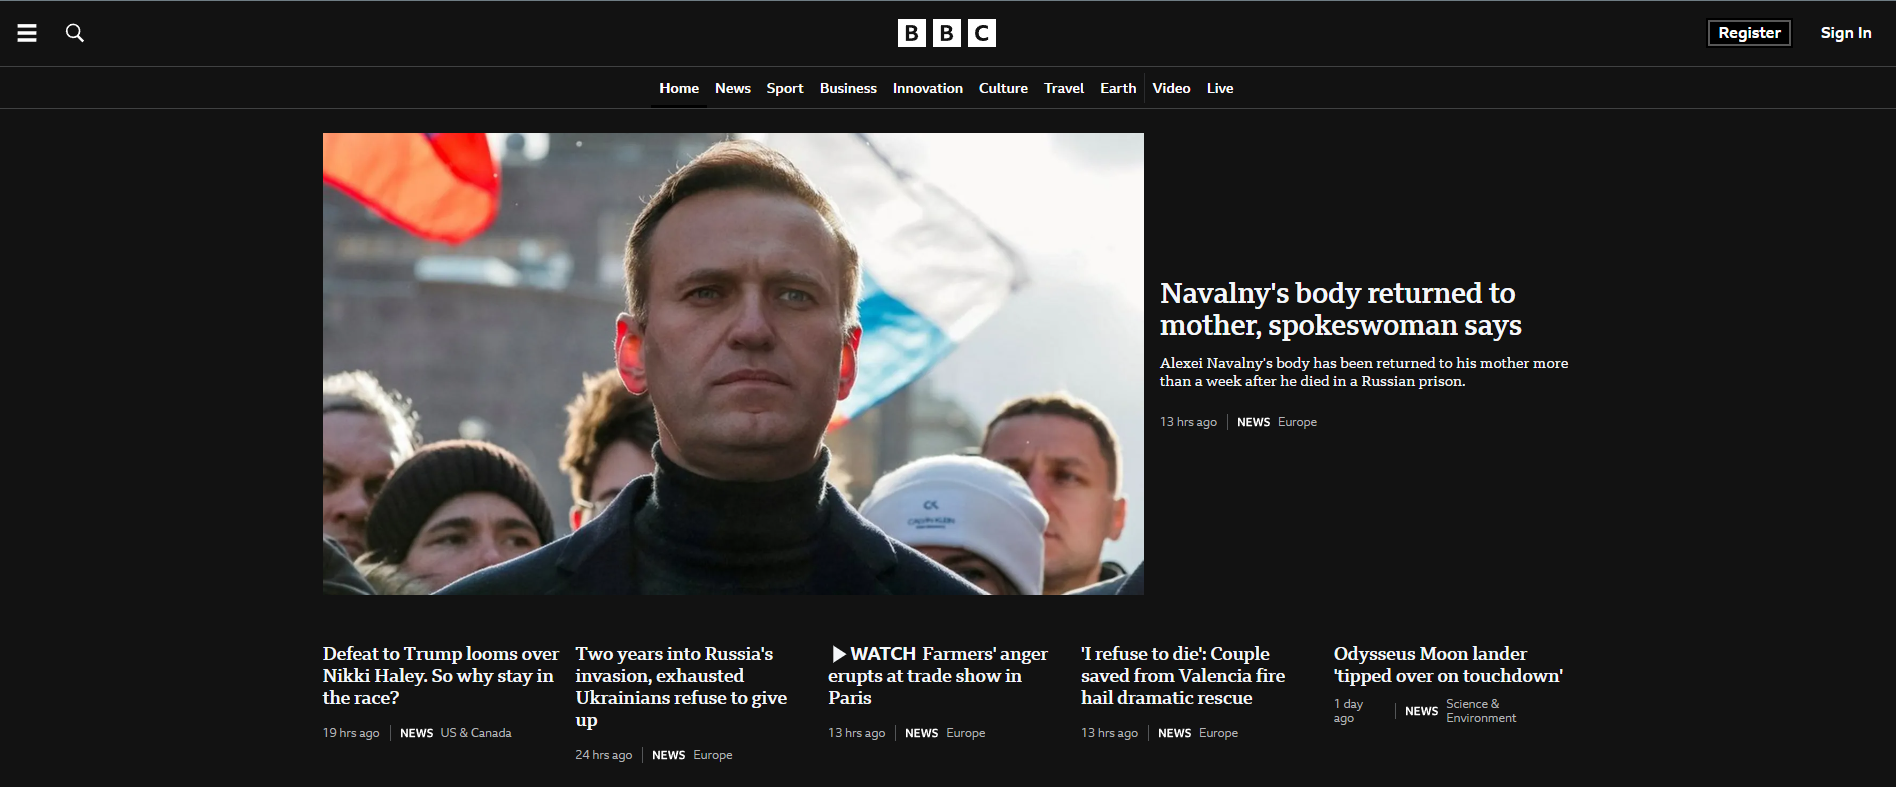 BBC
Register
Sign In
Home
News
Sport
Business
Innovation
Culture
Travel
Earth
Video
Live
CK
CALVIN KLEIN
Navalny's body returned to
mother, spokeswoman says
Alexei Navalny's body has been returned to his mother more
than a week after he died in a Russian prison.
13 hrs ago
NEWS Europe
Defeat to Trump looms over
Nikki Haley. So why stay in
the race?
19 hrs ago
NEWS US & Canada
Two years into Russia's
invasion, exhausted
Ukrainians refuse to give
up
24 hrs ago
NEWS Europe
WATCH Farmers' anger
erupts at trade show in
Paris
13 hrs ago
NEWS Europe
'I refuse to die': Couple
saved from Valencia fire
hail dramatic rescue
13 hrs ago
NEWS Europe
Odysseus Moon lander
'tipped over on touchdown'
1 day
ago
NEWS
Science &
Environment